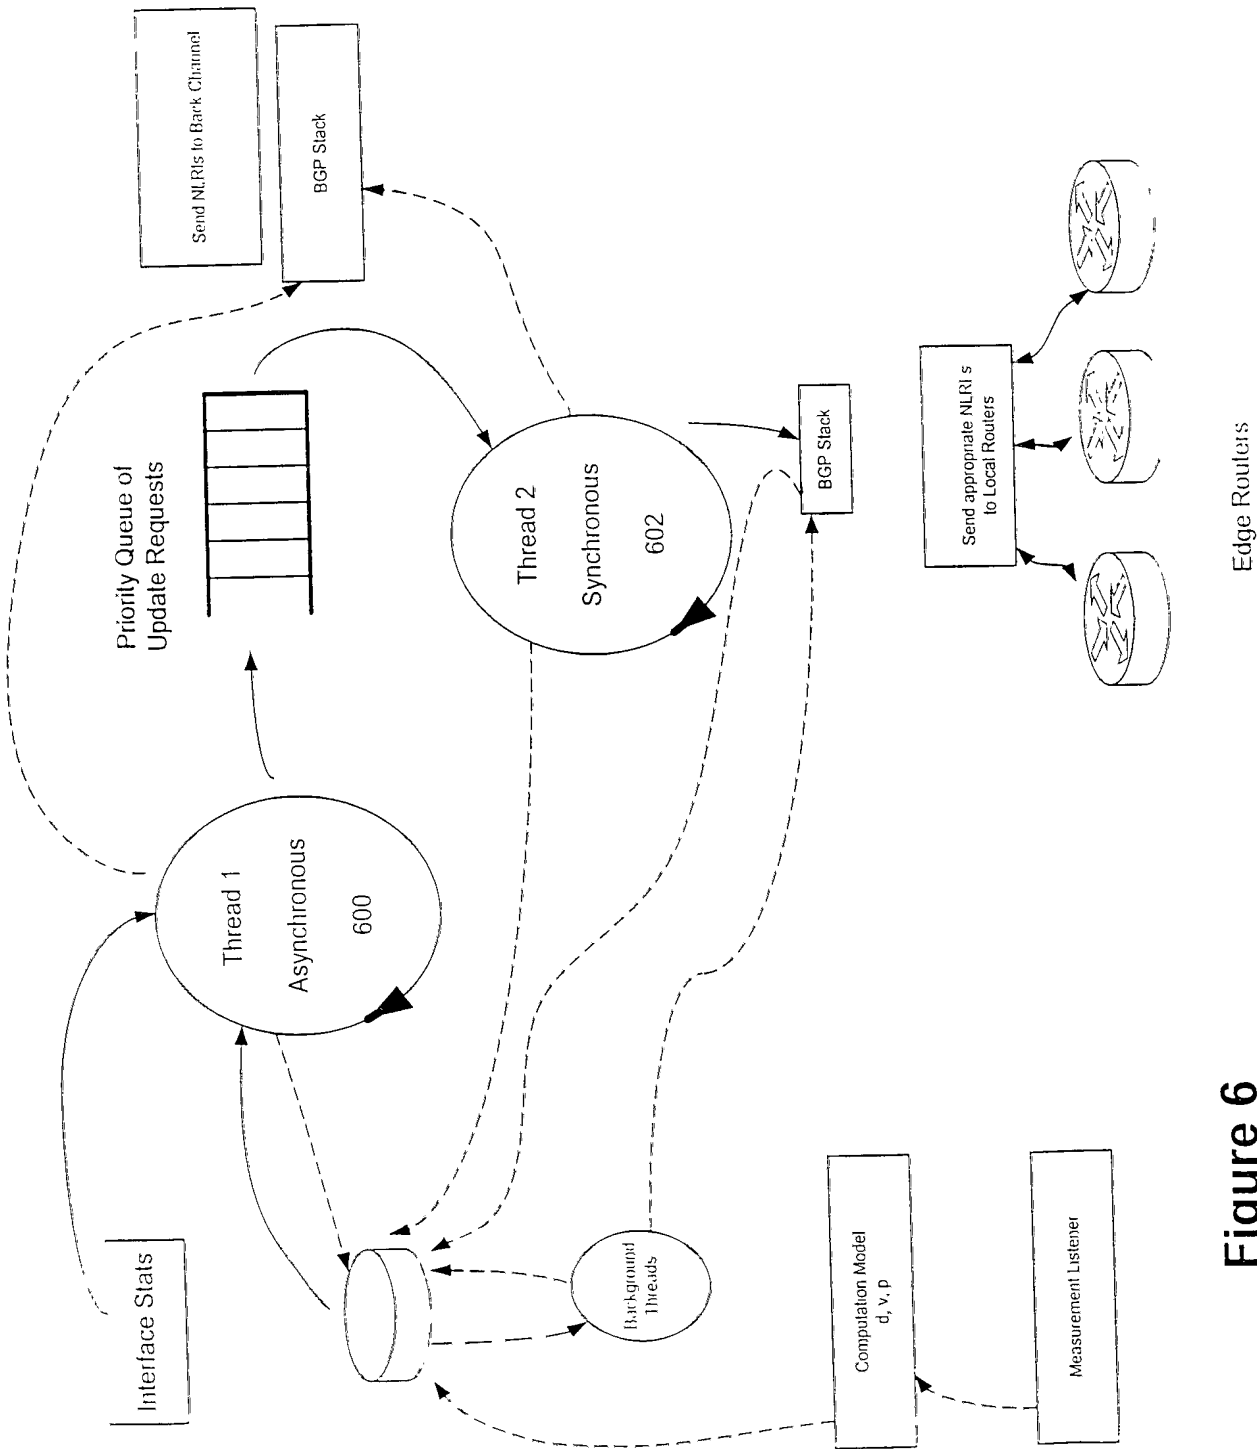 Interface Stats
Thread 1
Asynchronous
600
Priority Queue of
Update Requests
Send NLRIs to Back Channel
BGP Stack
Thread 2
Synchronous
602
Background
Threads
BGP Stack
Computation Model
d, v, p
Measurement Listener
Send appropriate NLRI s
to Local Routers
Edge Routers
Figure 6